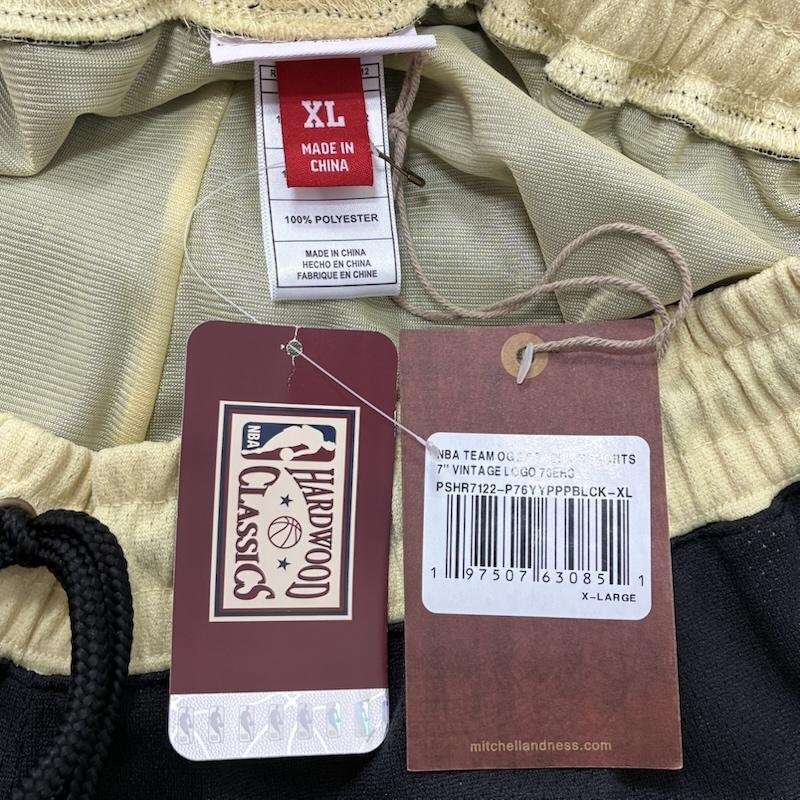 XL
MADE IN
CHINA
100% POLYESTER
MADE IN CHINA
HECHO EN CHINA
FABRIQUE EN CHINE
NBA
HARDWOOD
CLASSICS
NBA TEAM OG
7" VINTAGE LOGO 76ERS
PSHR7122-P76YYPPPBLCK-XL
1 97507 63085 1
X-LARGE
mitchellandness.com